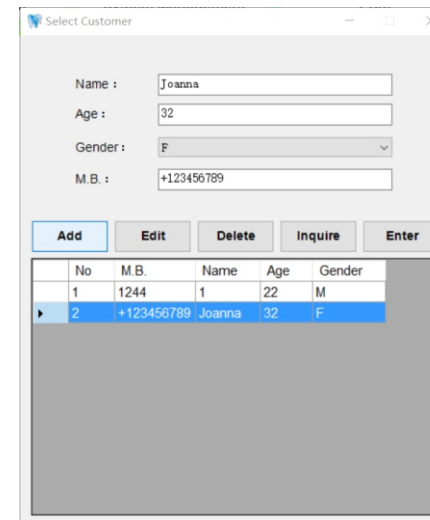 Select Customer
Name :
Joanna
Age :
32
Gender:
F
M.B. :
+123456789
Add Edit Delete Inquire Enter
No M.B. Name Age Gender
1 1244 1 22 M
2 +123456789 Joanna 32 F